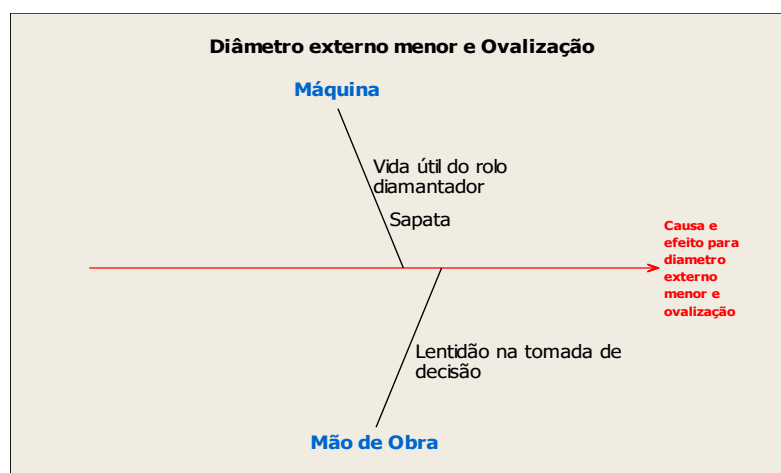 Diâmetro externo menor e Ovalização
Máquina
Vida útil do rolo
diamantador
Sapata
Causa e
efeito para
diametro
externo
menor e
ovalização
Lentidão na tomada de
decisão
Mão de Obra